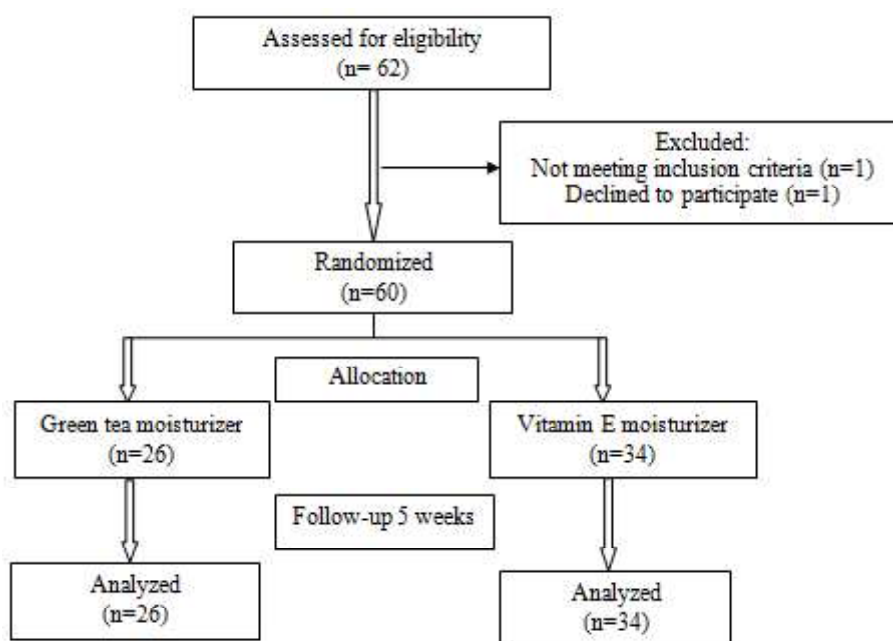 Assessed for eligibility
(n= 62)
Excluded:
Not meeting inclusion criteria (n=1)
Declined to participate (n=1)
Randomized
(n=60)
Allocation
Green tea moisturizer
(n=26)
Vitamin E moisturizer
(n=34)
Follow-up 5 weeks
Analyzed
(n=26)
Analyzed
(n=34)